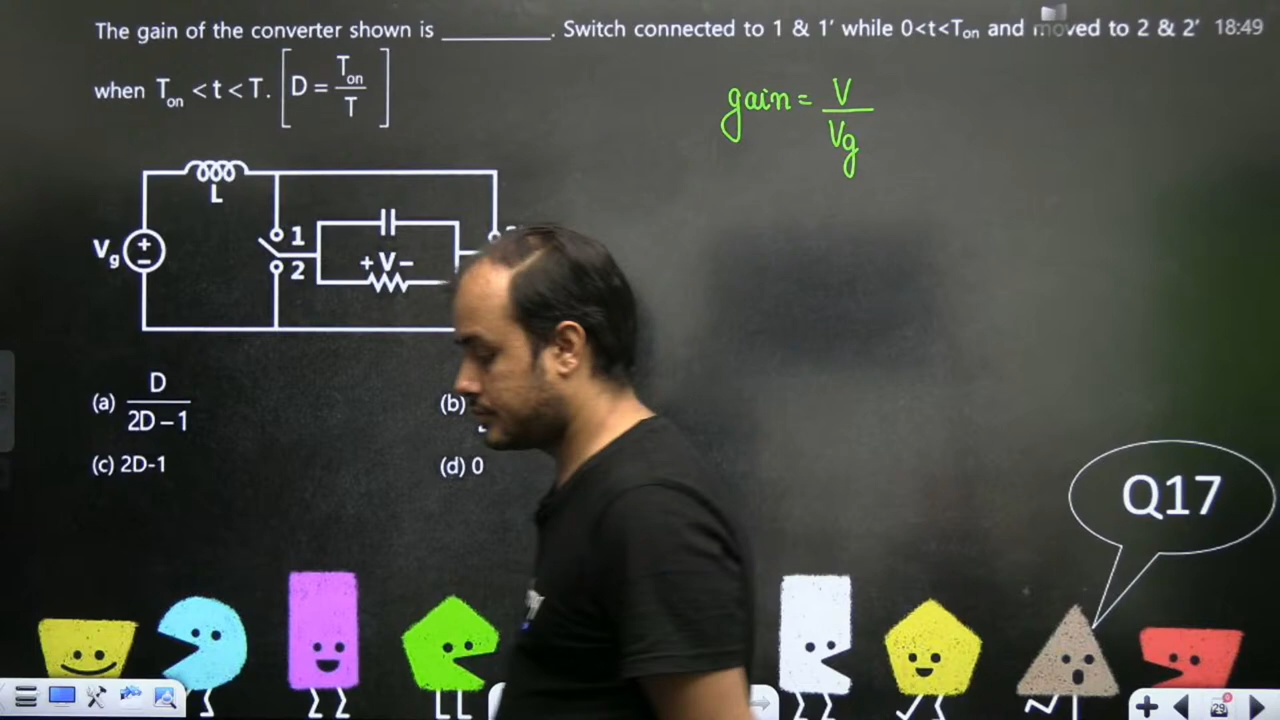 The gain of the converter shown is __________. Switch connected to 1 & 1′ while 0<t<Ton and moved to 2 & 2′ 18:49
when Ton < t < T. [D = Ton/T]
gain = V/Vg
L
Vg
+
−
1
2
+ V −
(a) D/(2D − 1)
(b)
(c) 2D-1
(d) 0
Q17
29